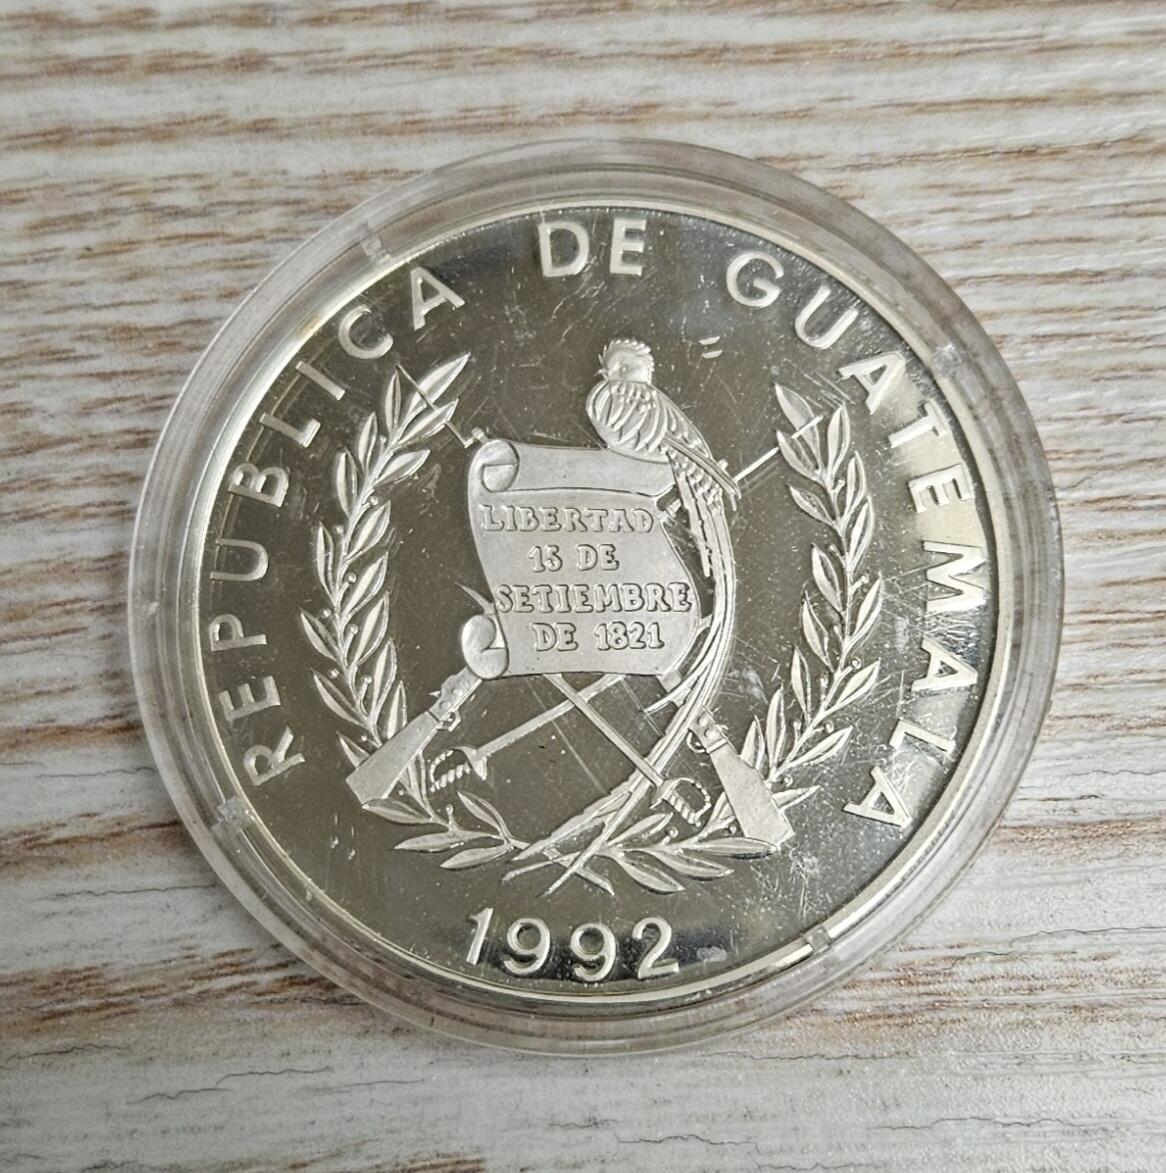 REPUBLICA DE GUATEMALA
LIBERTAD
15 DE
SETIEMBRE
DE 1821
1992